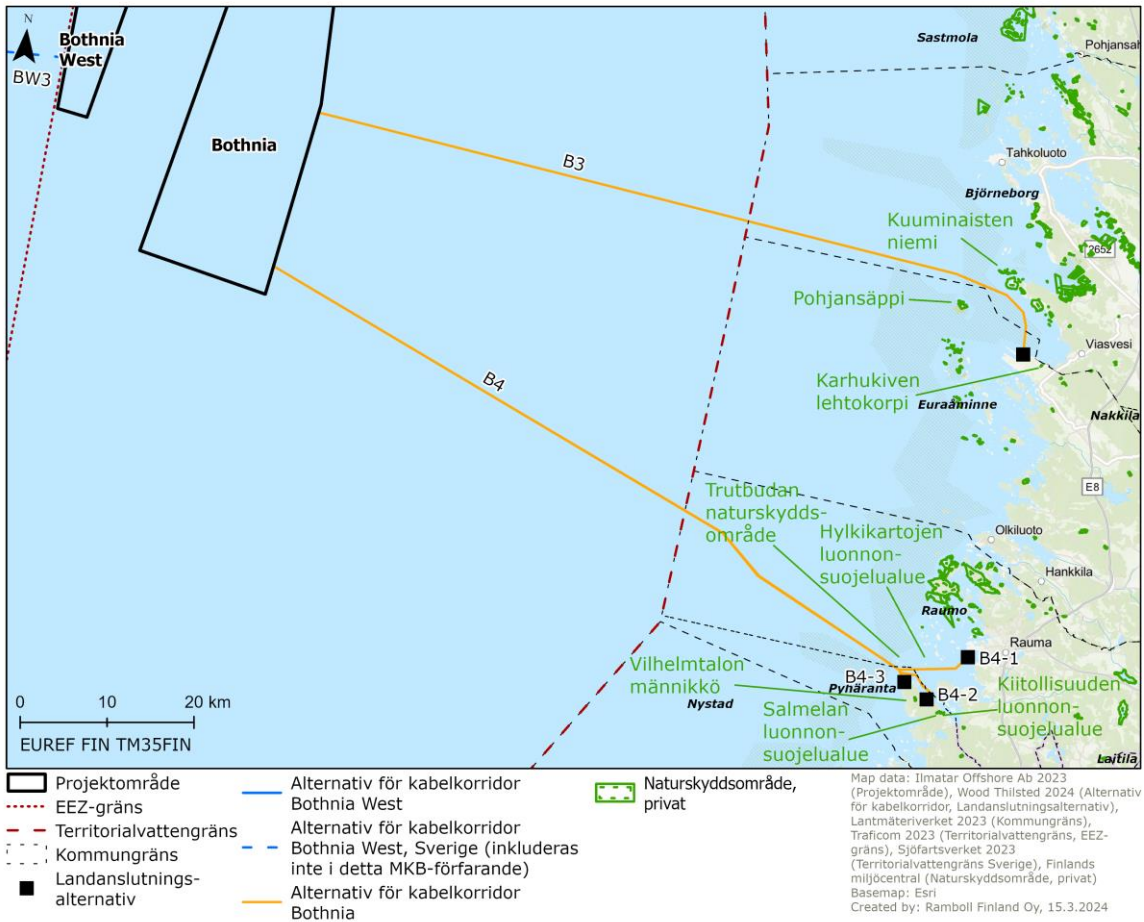 N
Bothnia
West
BW3
Bothnia
B3
B4
Sastmola
Pohjansah
Tahkoluoto
Björneborg
Kuuminaisten
niemi
2652
Pohjansäppi
Viasvesi
Karhukiven
lehtokorpi
Euraåminne
Nakkila
E8
Trutbudan
naturskydds-
område
Hylkikartojen
luonnon-
suojelualue
Olkiluoto
Hankkila
Raumo
Rauma
B4-1
B4-3
B4-2
Vilhelmtalon
männikkö
Pyhäranta
Nystad
Salmelan
luonnon-
suojelualue
Kiitollisuuden
luonnon-
suojelualue
Laitila
0 10 20 km
EUREF FIN TM35FIN
Projektområde
EEZ-gräns
Territorialvattengräns
Kommungräns
Landanslutnings-
alternativ
Alternativ för kabelkorridor
Bothnia West
Alternativ för kabelkorridor
Bothnia West, Sverige (inkluderas
inte i detta MKB-förfarande)
Alternativ för kabelkorridor
Bothnia
Naturskyddsområde,
privat
Map data: Ilmatar Offshore Ab 2023
(Projektområde), Wood Thilsted 2024 (Alternativ
för kabelkorridor, Landanslutningsalternativ),
Lantmäteriverket 2023 (Kommungräns),
Traficom 2023 (Territorialvattengräns, EEZ-
gräns), Sjöfartsverket 2023
(Territorialvattengräns Sverige), Finlands
miljöcentral (Naturskyddsområde, privat)
Basemap: Esri
Created by: Ramboll Finland Oy, 15.3.2024